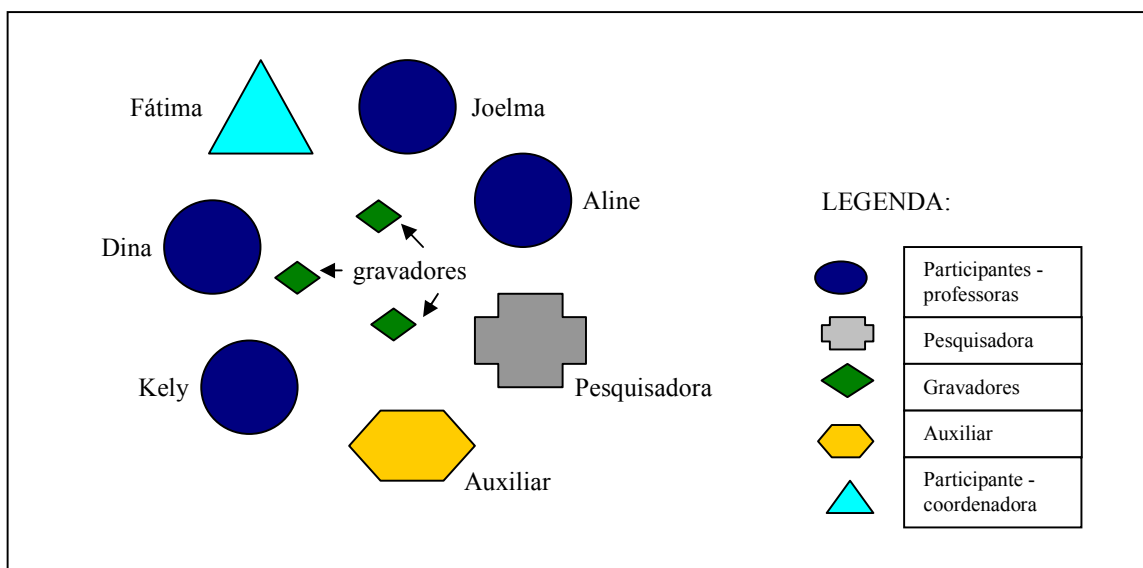 Fátima
Joelma
Aline
Dina
gravadores
Kely
Pesquisadora
Auxiliar
LEGENDA:
Participantes -
professoras
Pesquisadora
Gravadores
Auxiliar
Participante -
coordenadora